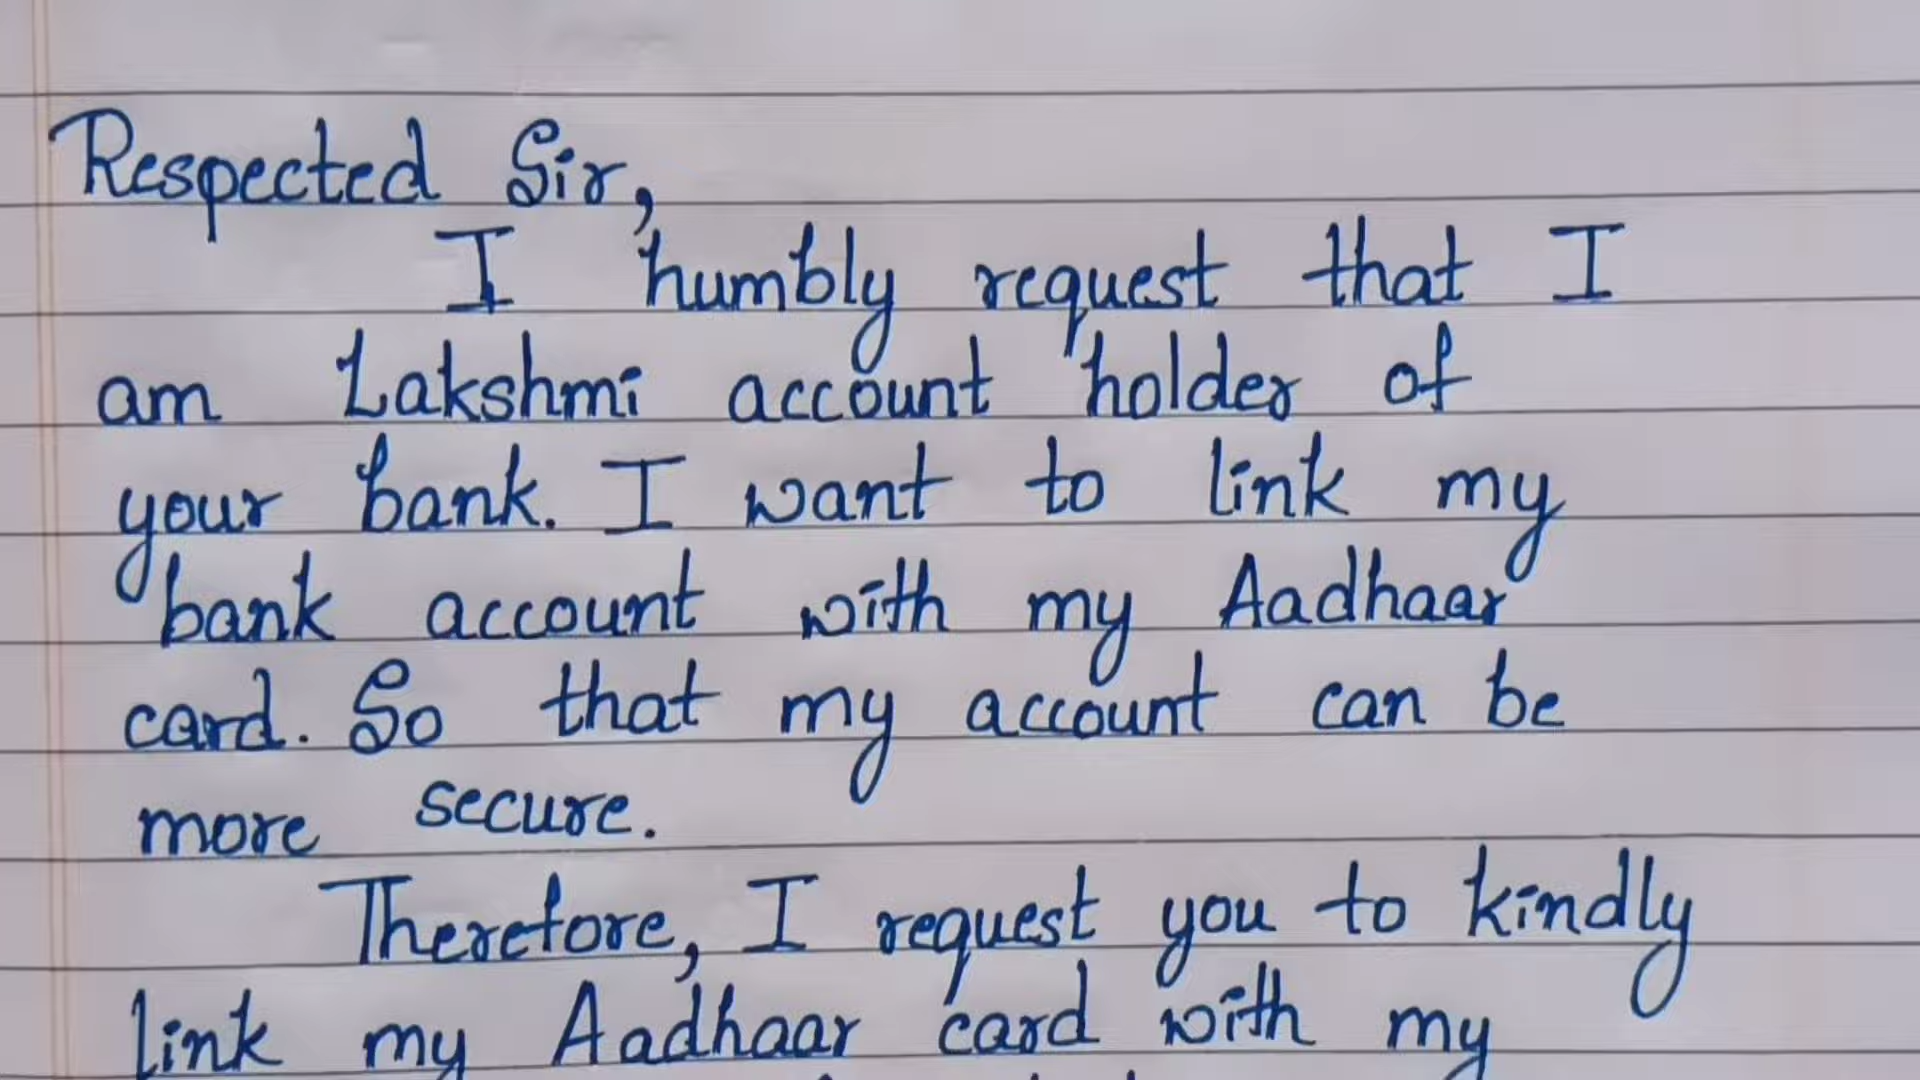 Respected Sir,
I humbly request that I
am Lakshmi account holder of
your bank. I want to link my
bank account with my Aadhaar
card. So that my account can be
more secure.
Therefore, I request you to kindly
link my Aadhaar card with my